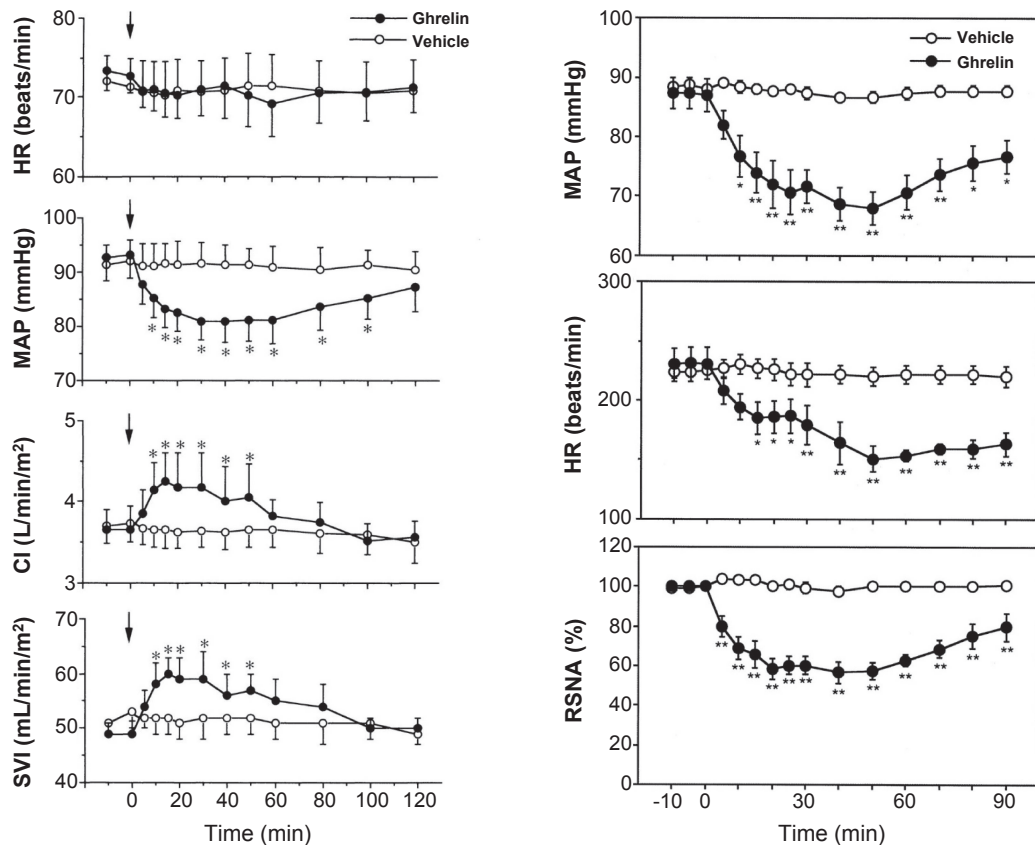 Ghrelin
Vehicle
HR (beats/min)
80
70
60
MAP (mmHg)
100
90
80
70
* * * * * * * * *
CI (L/min/m²)
5
4
3
* * * * * *
SVI (mL/min/m²)
70
60
50
40
* * * * * *
0 20 40 60 80 100 120
Time (min)
Vehicle
Ghrelin
MAP (mmHg)
100
90
80
70
60
* ** ** ** ** ** ** ** ** * *
HR (beats/min)
300
200
100
* * * ** ** ** ** ** ** **
RSNA (%)
120
100
80
60
40
20
0
** ** ** ** ** ** ** ** ** ** ** **
-10 0 30 60 90
Time (min)